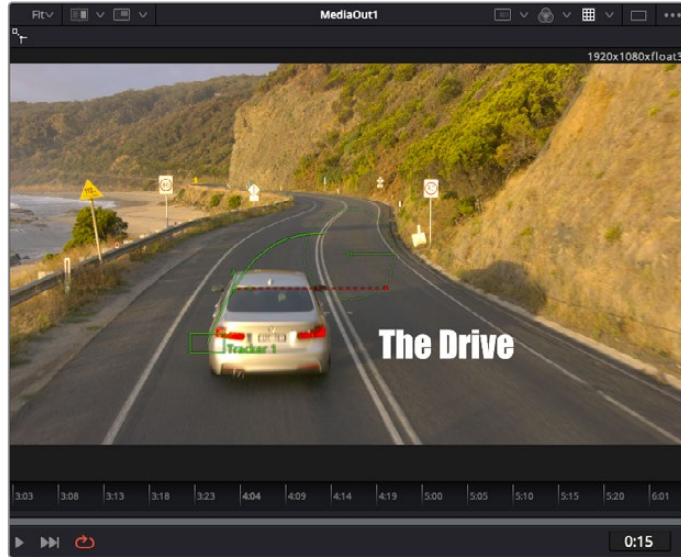 Fit MediaOut1
1920x1080xfloat3
Tracker 1
The Drive
3:03 3:08 3:13 3:18 3:23 4:04 4:09 4:14 4:19 5:00 5:05 5:10 5:15 5:20 6:01
0:15